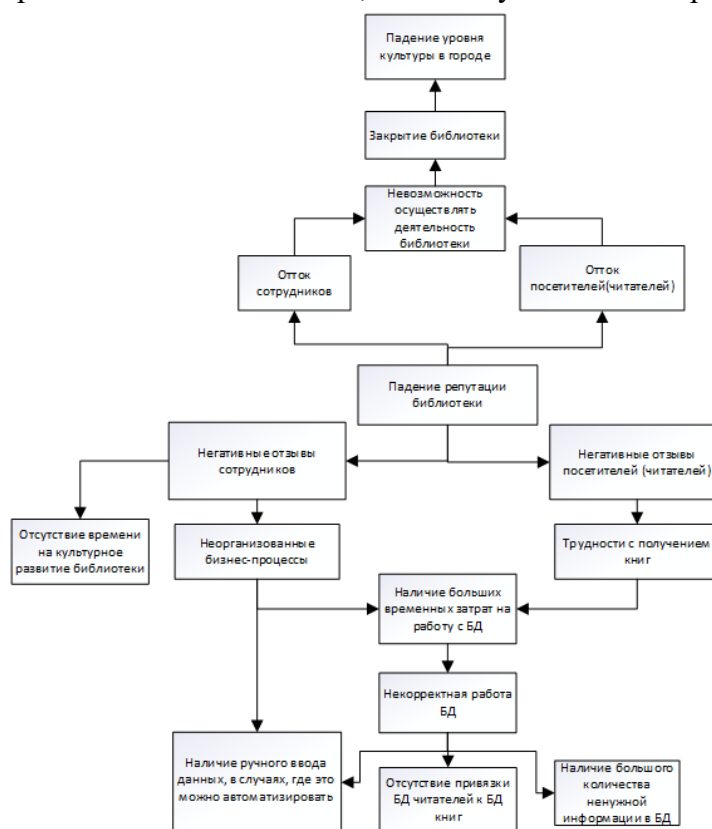 Падение уровня
культуры в городе
Закрытие библиотеки
Невозможность
осуществлять
деятельность
библиотеки
Отток
сотрудников
Отток
посетителей(читателей)
Падение репутации
библиотеки
Негативные отзывы
сотрудников
Негативные отзывы
посетителей (читателей)
Отсутствие времени
на культурное
развитие библиотеки
Неорганизованные
бизнес-процессы
Трудности с получением
книг
Наличие больших
временных затрат на
работу с БД
Некорректная работа
БД
Наличие ручного ввода
данных, в случаях, где это
можно автоматизировать
Отсутствие привязки
БД читателей к БД
книг
Наличие большого
количества
ненужной
информации в БД